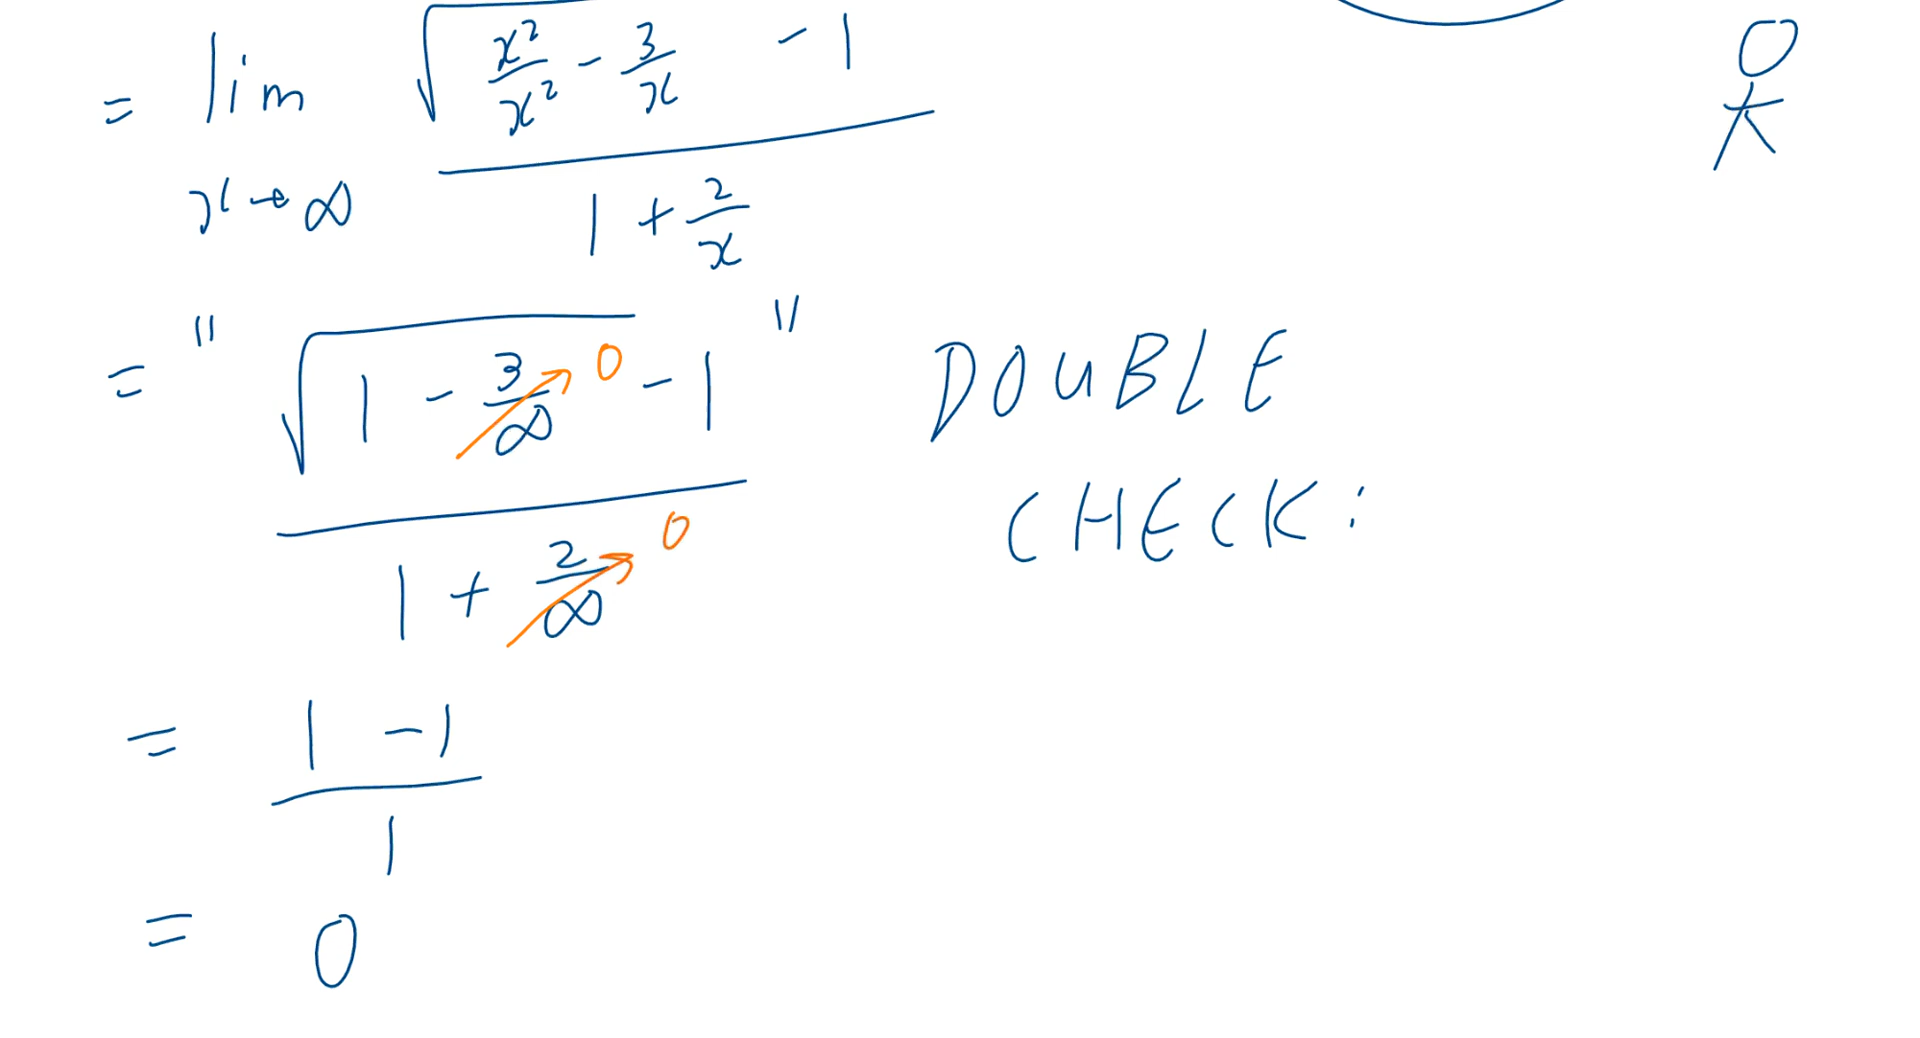 = lim x→∞ (√(x²/x² - 3/x) - 1) / (1 + 2/x)
= " (√(1 - 3/∞ 0) - 1) / (1 + 2/∞ 0) "
DOUBLE
CHECK:
= (1 - 1) / 1
= 0